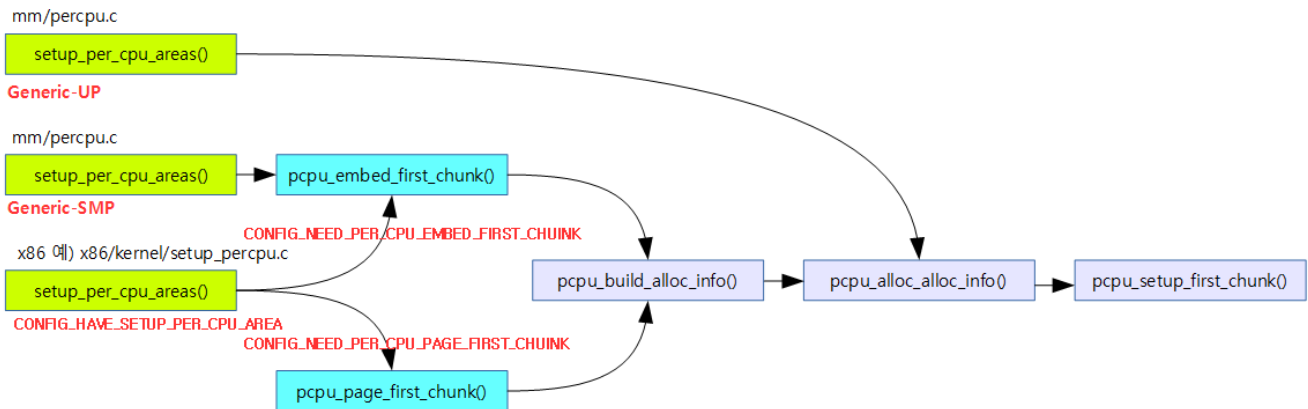 mm/percpu.c
setup_per_cpu_areas()
Generic-UP
mm/percpu.c
setup_per_cpu_areas()
pcpu_embed_first_chunk()
Generic-SMP
CONFIG_NEED_PER_CPU_EMBED_FIRST_CHUINK
x86 예) x86/kernel/setup_percpu.c
setup_per_cpu_areas()
pcpu_build_alloc_info()
pcpu_alloc_alloc_info()
pcpu_setup_first_chunk()
CONFIG_HAVE_SETUP_PER_CPU_AREA
CONFIG_NEED_PER_CPU_PAGE_FIRST_CHUINK
pcpu_page_first_chunk()